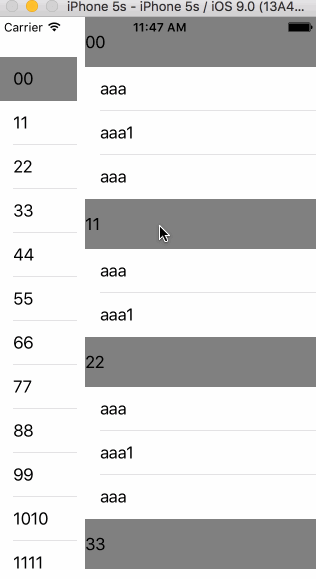 iPhone 5s - iPhone 5s / iOS 9.0 (13A4...
Carrier 11:47 AM
00
11
22
33
44
55
66
77
88
99
1010
1111
00
aaa
aaa1
aaa
11
aaa
aaa1
22
aaa
aaa1
aaa
33